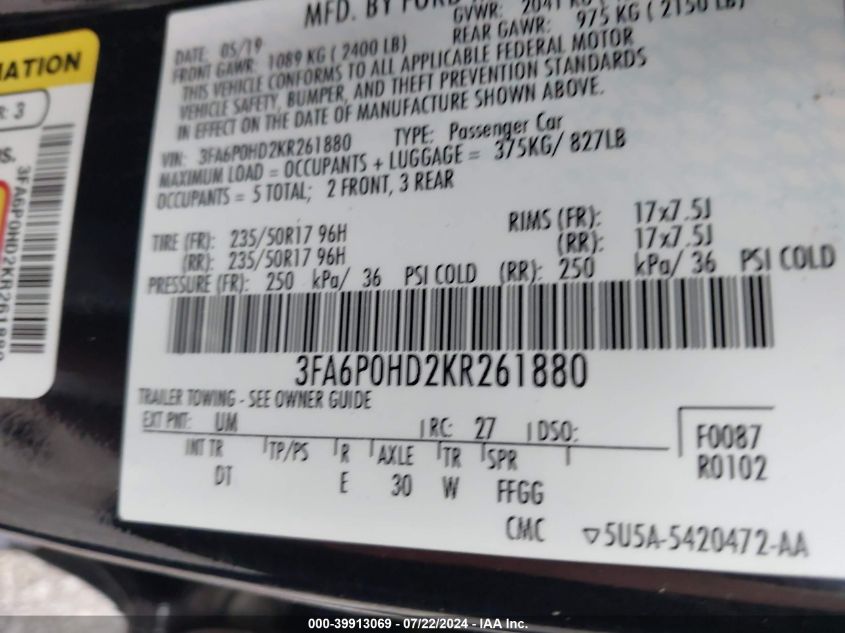 MFD. BY FORD
DATE: 05/19 GVWR: 2041 KG
FRONT GAWR: 1089 KG ( 2400 LB) REAR GAWR: 975 KG ( 2150 LB)
THIS VEHICLE CONFORMS TO ALL APPLICABLE FEDERAL MOTOR
VEHICLE SAFETY, BUMPER, AND THEFT PREVENTION STANDARDS
IN EFFECT ON THE DATE OF MANUFACTURE SHOWN ABOVE.
VIN: 3FA6P0HD2KR261880 TYPE: Passenger Car
MAXIMUM LOAD = OCCUPANTS + LUGGAGE = 375KG/ 827LB
OCCUPANTS = 5 TOTAL; 2 FRONT, 3 REAR
TIRE (FR): 235/50R17 96H RIMS (FR): 17x7.5J
(RR): 235/50R17 96H (RR): 17x7.5J
PRESSURE (FR): 250 kPa/ 36 PSI COLD (RR): 250 kPa/ 36 PSI COLD
3FA6P0HD2KR261880
TRAILER TOWING - SEE OWNER GUIDE
EXT PNT: UM RC: 27 DSO: F0087
INT TR TP/PS R AXLE TR SPR R0102
DT E 30 W FFGG
CMC ▽5U5A-5420472-AA
MATION
R: 3
RS.
3FA6P0HD2KR261880
000-39913069 - 07/22/2024 - IAA Inc.